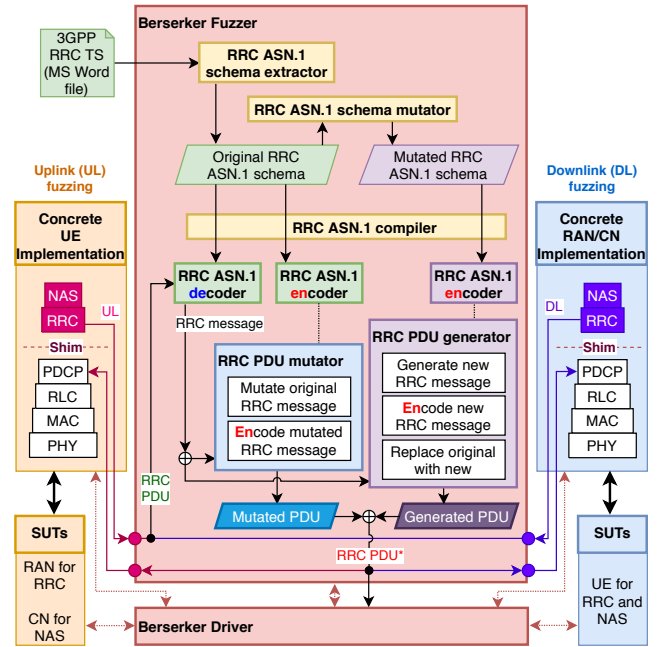 Berserker Fuzzer
3GPP
RRC TS
(MS Word
file)
RRC ASN.1
schema extractor
RRC ASN.1 schema mutator
Original RRC
ASN.1 schema
Mutated RRC
ASN.1 schema
Uplink (UL)
fuzzing
Downlink (DL)
fuzzing
Concrete
UE
Implementation
RRC ASN.1 compiler
Concrete
RAN/CN
Implementation
RRC ASN.1
decoder
RRC ASN.1
encoder
RRC ASN.1
encoder
NAS
RRC
UL
Shim
PDCP
RLC
MAC
PHY
RRC message
RRC PDU mutator
Mutate original
RRC message
Encode mutated
RRC message
RRC PDU generator
Generate new
RRC message
Encode new
RRC message
Replace original
with new
NAS
RRC
DL
Shim
PDCP
RLC
MAC
PHY
RRC
PDU
Mutated PDU
Generated PDU
RRC PDU*
SUTs
RAN for
RRC
CN for
NAS
SUTs
UE for
RRC and
NAS
Berserker Driver